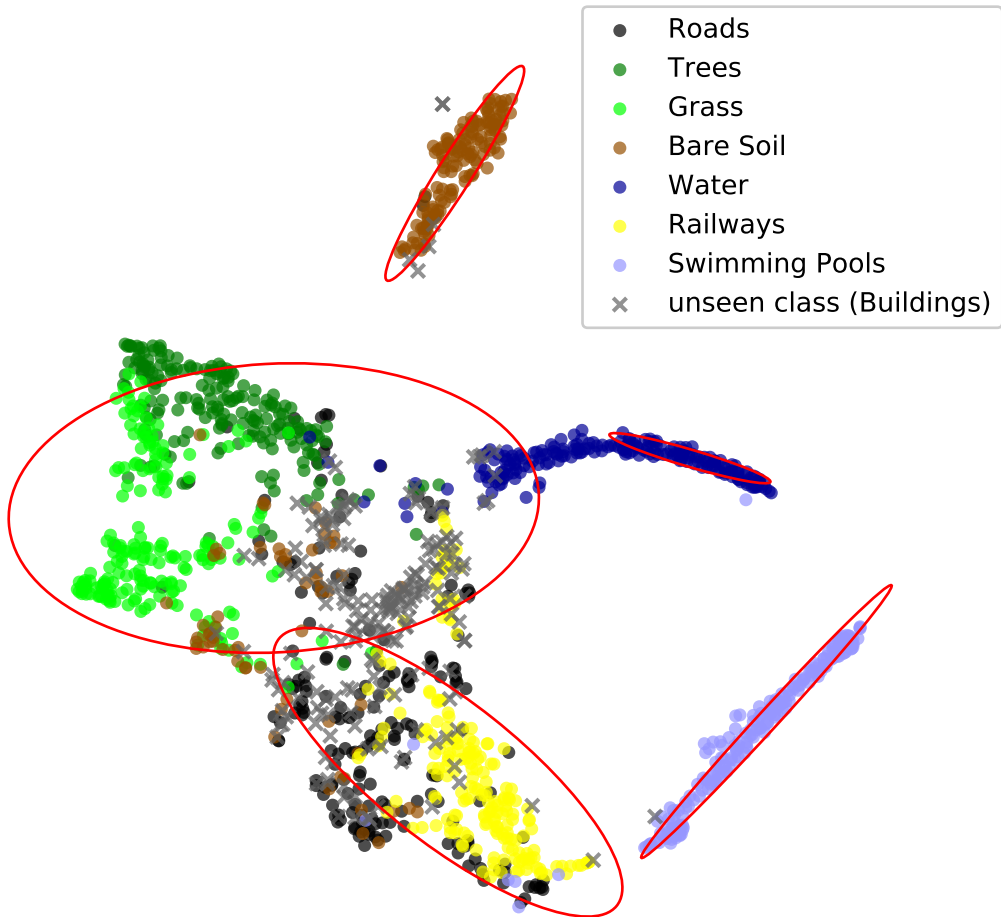 Roads
Trees
Grass
Bare Soil
Water
Railways
Swimming Pools
unseen class (Buildings)